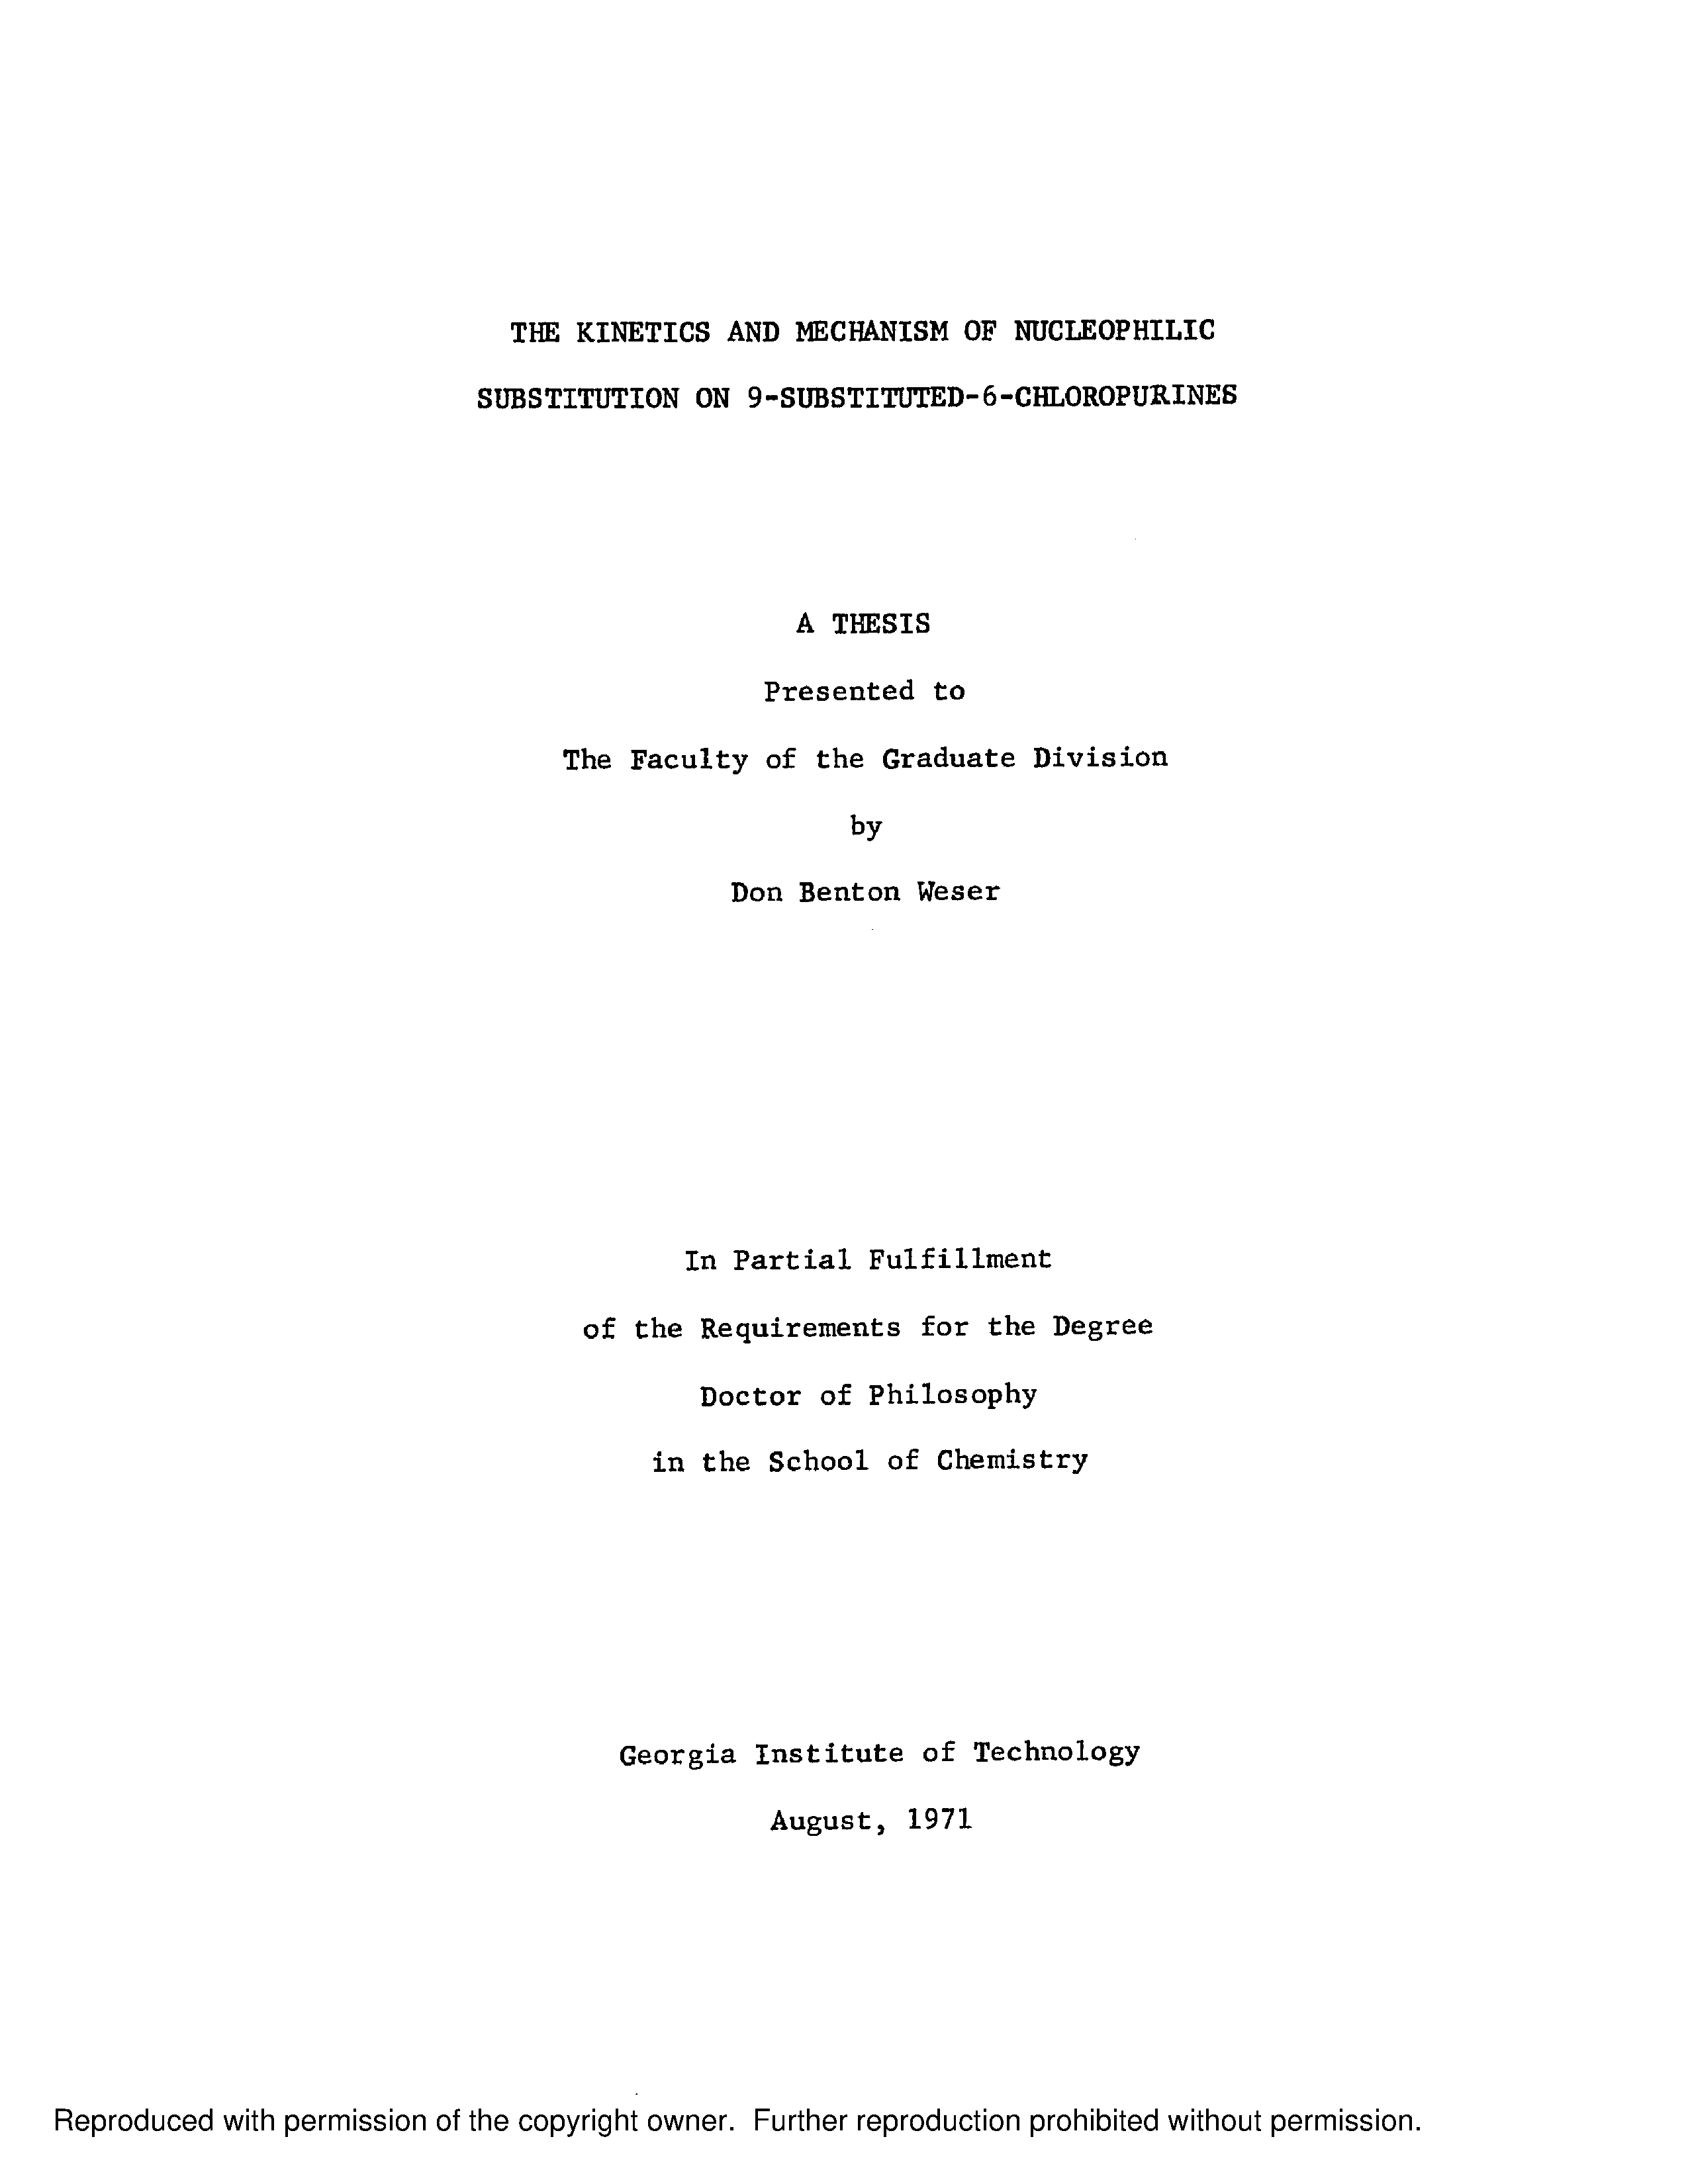 THE KINETICS AND MECHANISM OF NUCLEOPHILIC
SUBSTITUTION ON 9-SUBSTITUTED-6-CHLOROPURINES
A THESIS
Presented to
The Faculty of the Graduate Division
by
Don Benton Weser
In Partial Fulfillment
of the Requirements for the Degree
Doctor of Philosophy
in the School of Chemistry
Georgia Institute of Technology
August, 1971
Reproduced with permission of the copyright owner. Further reproduction prohibited without permission.